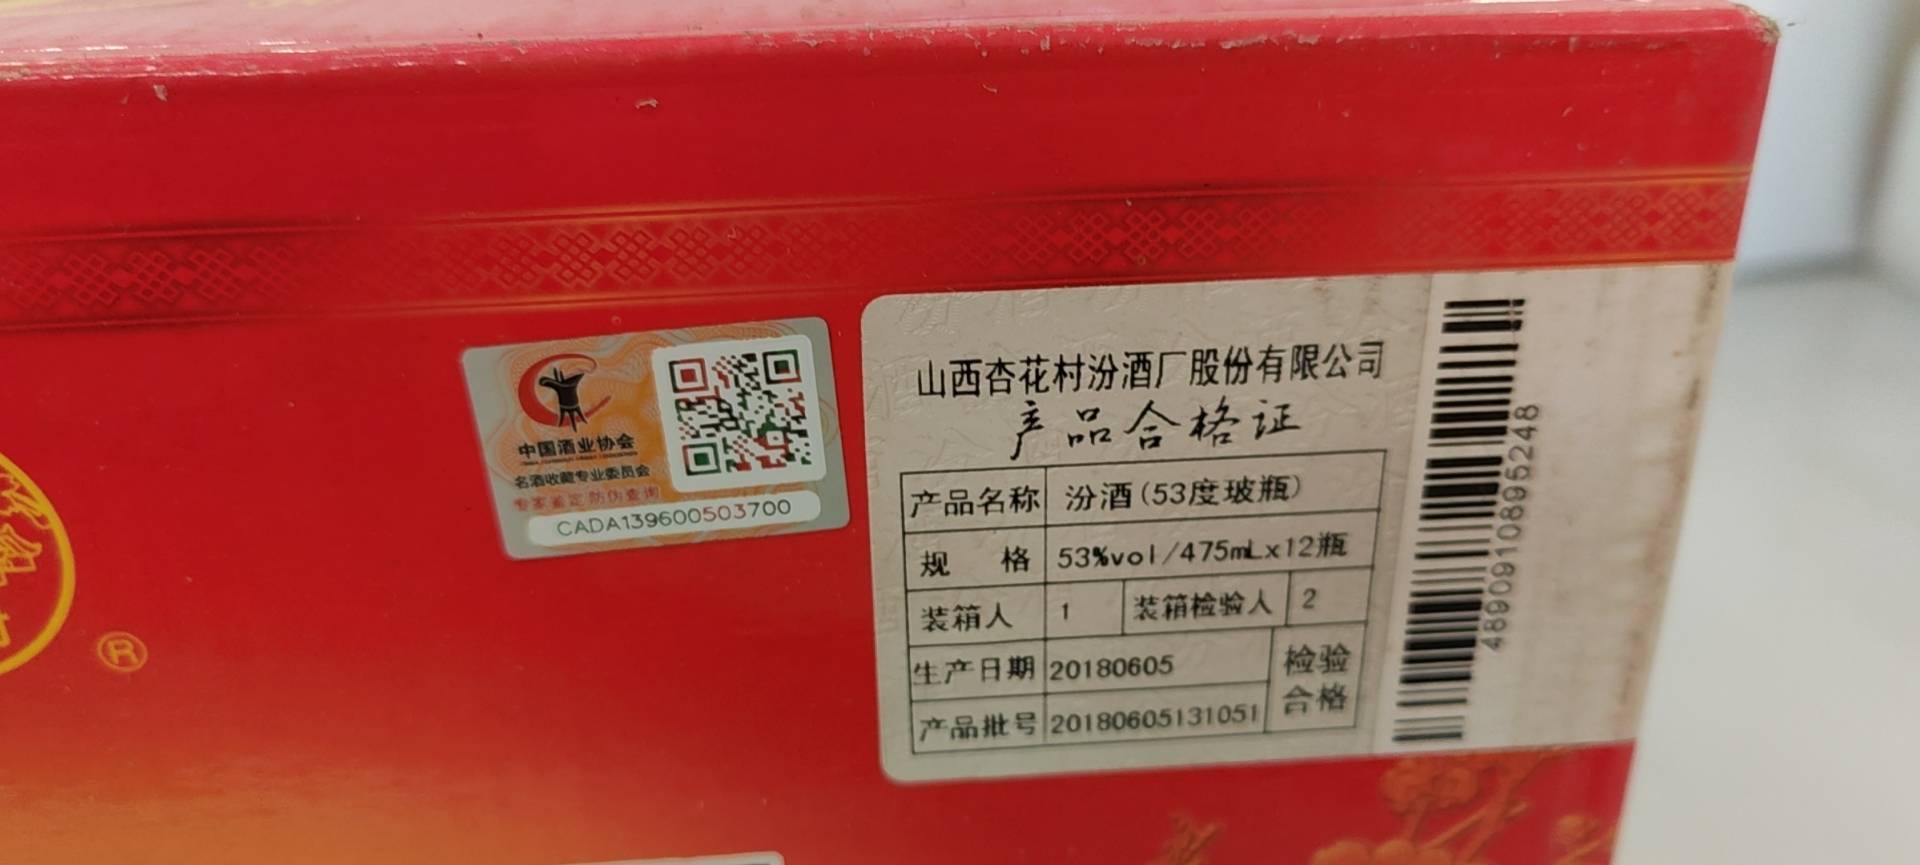 ®
中国酒业协会
名酒收藏专业委员会
专家鉴定 防伪查询
CADA139600503700
山西杏花村汾酒厂股份有限公司
产品合格证
产品名称 汾酒(53度玻瓶)
规 格 53%vol/475mLx12瓶
装箱人 1 装箱检验人 2
生产日期 20180605
检验合格
产品批号 20180605131051
4890910895248